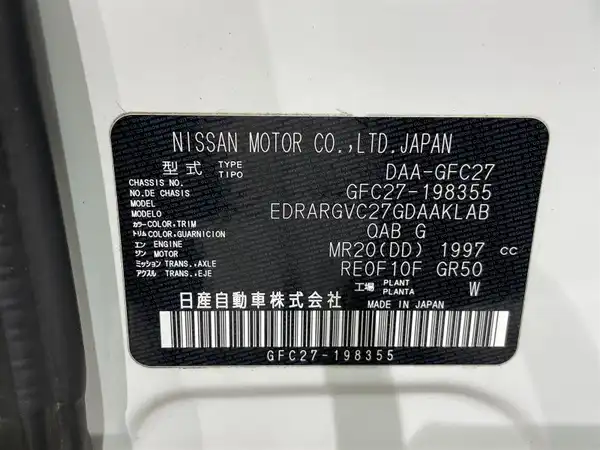 NISSAN MOTOR CO.,LTD.JAPAN
型式 TYPE TIPO DAA-GFC27
CHASSIS NO. NO.DE CHASIS GFC27-198355
MODEL MODELO EDRARGVC27GDAAKLAB
カラー COLOR,TRIM トリム COLOR,GUARNICION QAB G
エン ジン ENGINE MOTOR MR20(DD) 1997 cc
ミッション TRANS.,AXLE アクスル TRANS.,EJE RE0F10F GR50
工場 PLANT PLANTA W
日産自動車株式会社 MADE IN JAPAN
GFC27-198355